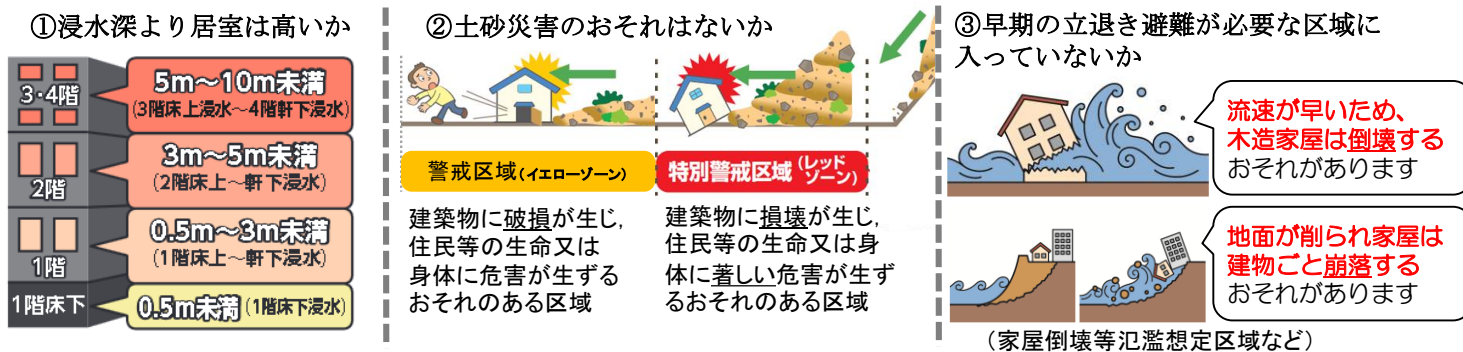 ①浸水深より居室は高いか
3・4階
5m～10m未満
(3階床上浸水～4階軒下浸水)
2階
3m～5m未満
(2階床上～軒下浸水)
1階
0.5m～3m未満
(1階床上～軒下浸水)
1階床下
0.5m未満(1階床下浸水)
②土砂災害のおそれはないか
警戒区域(イエローゾーン)
建築物に破損が生じ，
住民等の生命又は
身体に危害が生ずる
おそれのある区域
特別警戒区域(レッド
ゾーン)
建築物に損壊が生じ，
住民等の生命又は身
体に著しい危害が生ず
るおそれのある区域
③早期の立退き避難が必要な区域に
入っていないか
流速が早いため、
木造家屋は倒壊する
おそれがあります
地面が削られ家屋は
建物ごと崩落する
おそれがあります
(家屋倒壊等氾濫想定区域など)